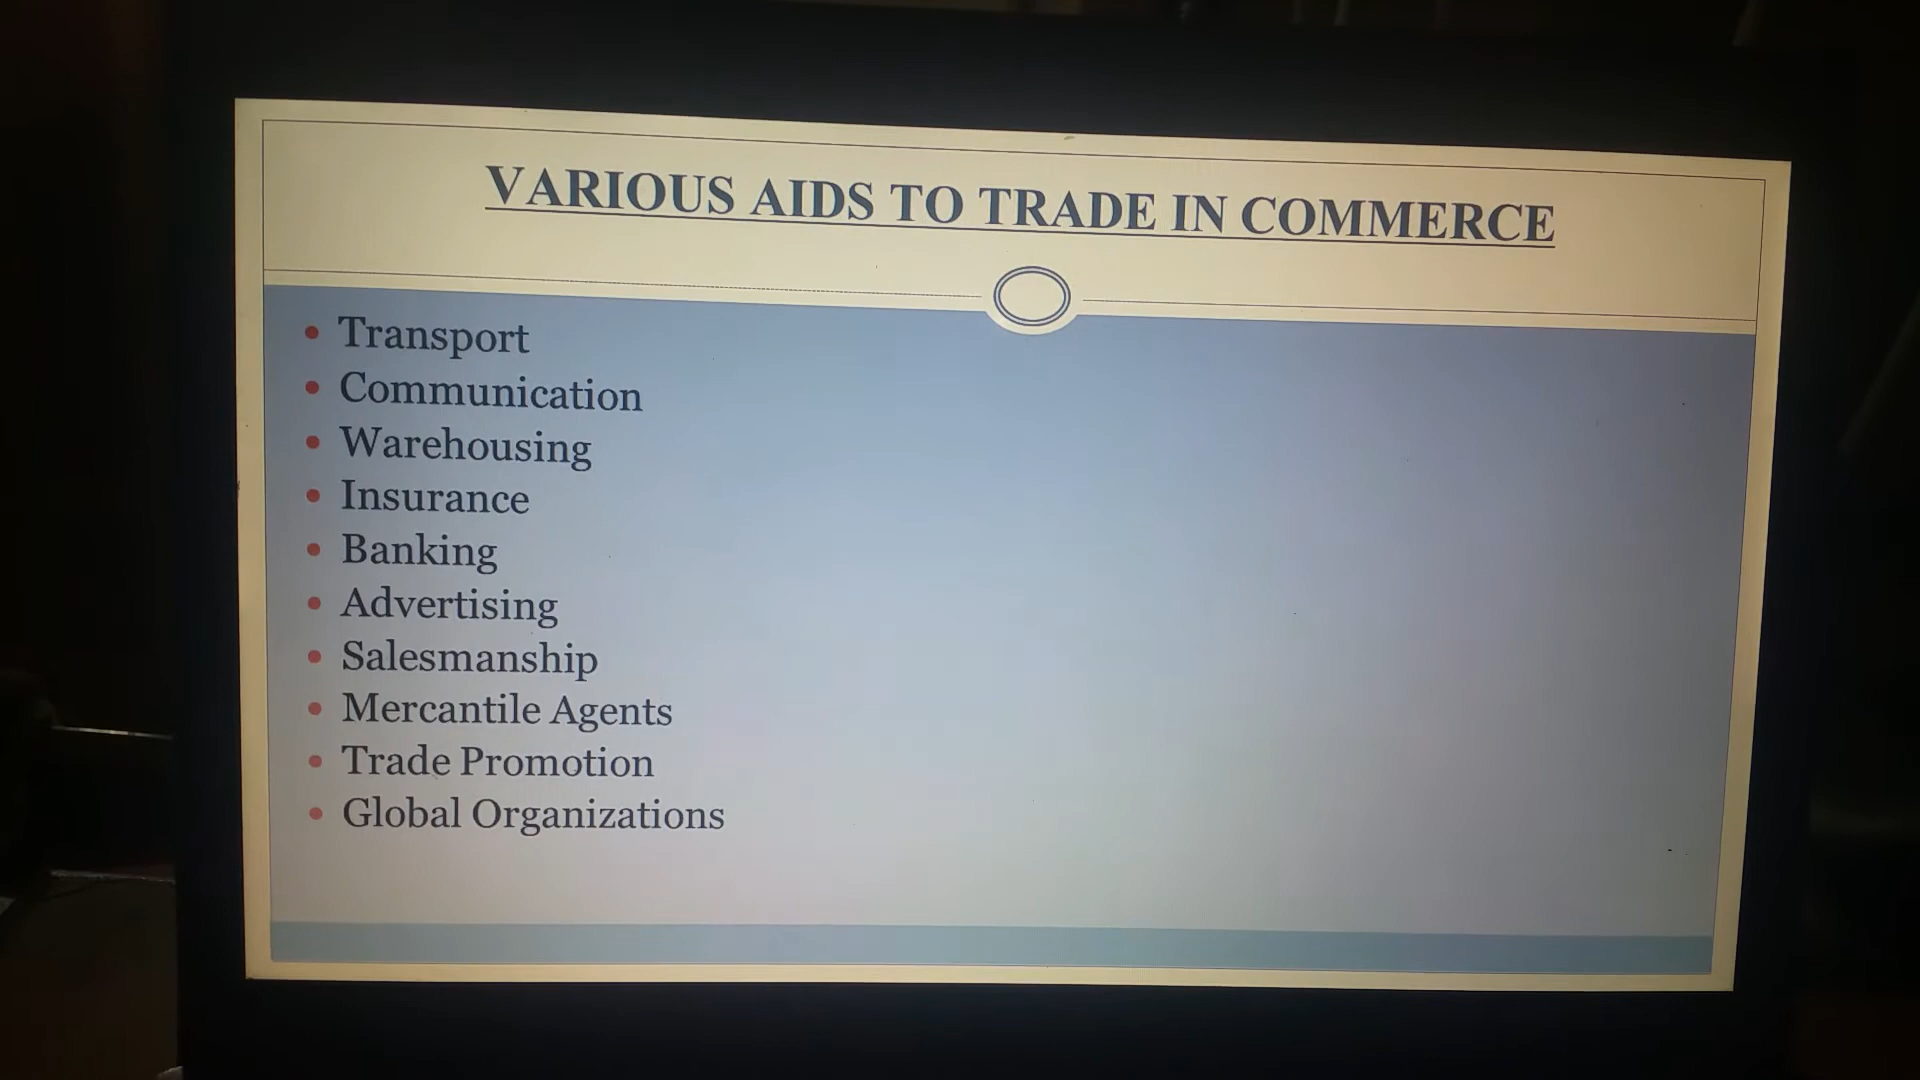 VARIOUS AIDS TO TRADE IN COMMERCE
Transport
Communication
Warehousing
Insurance
Banking
Advertising
Salesmanship
Mercantile Agents
Trade Promotion
Global Organizations